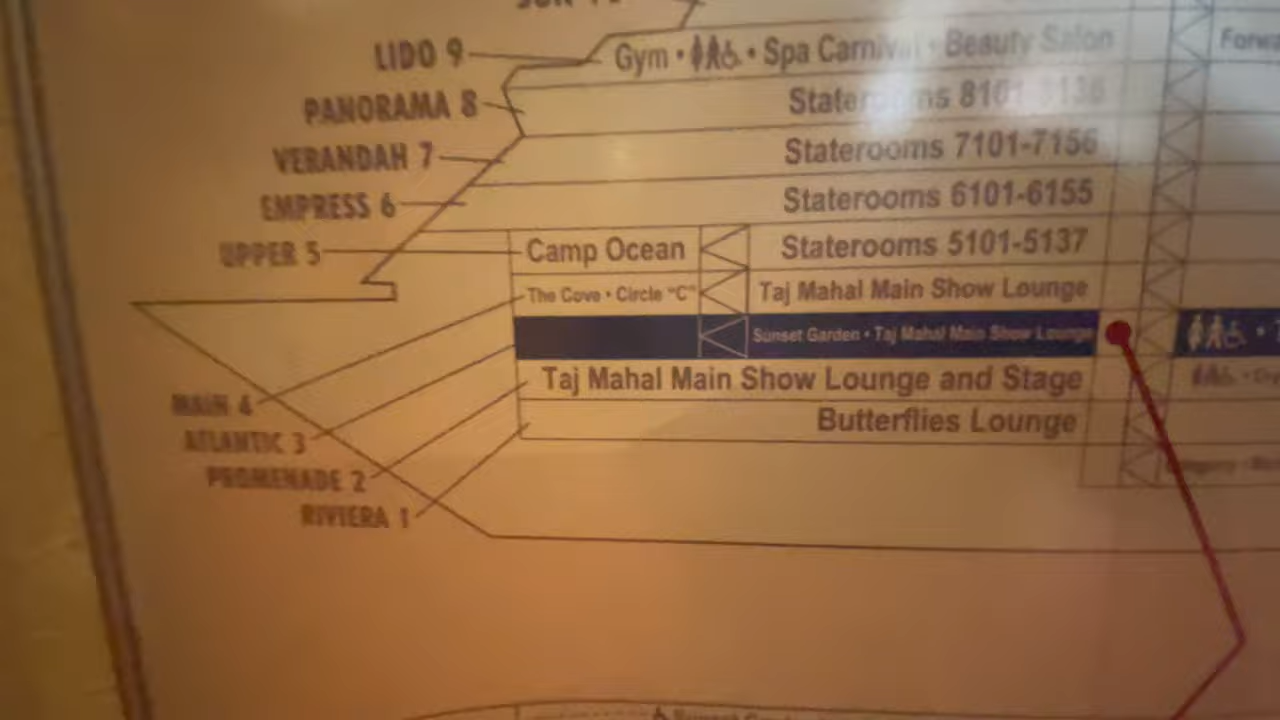 LIDO 9
Gym • • Spa Carnival • Beauty Salon
PANORAMA 8
Staterooms 8101-8136
VERANDAH 7
Staterooms 7101-7156
EMPRESS 6
Staterooms 6101-6155
UPPER 5
Camp Ocean
Staterooms 5101-5137
The Cove • Circle "C"
Taj Mahal Main Show Lounge
Sunset Garden • Taj Mahal Main Show Lounge
Taj Mahal Main Show Lounge and Stage
Butterflies Lounge
MAIN 4
ATLANTIC 3
PROMENADE 2
RIVIERA 1